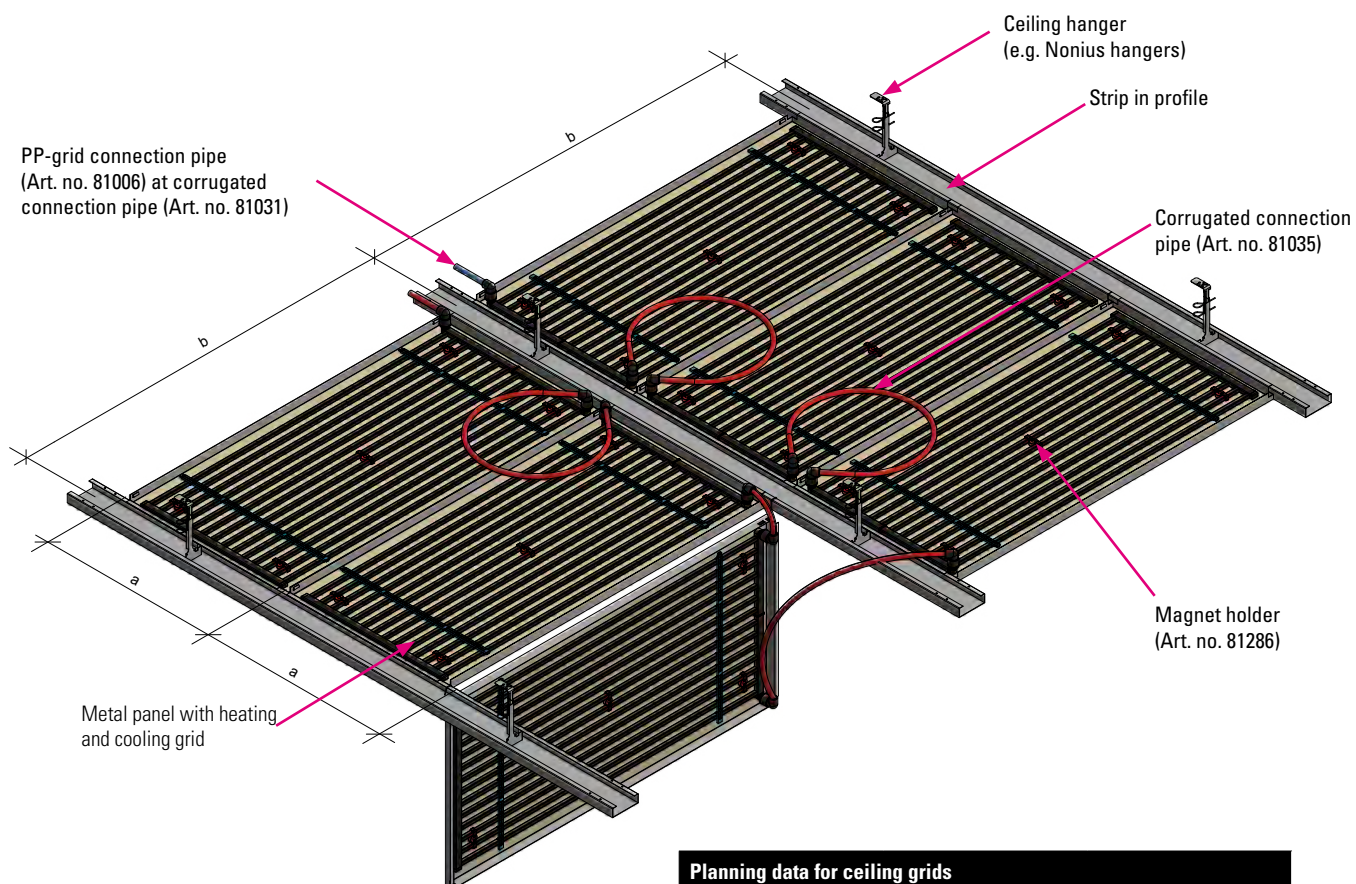 Ceiling hanger
(e.g. Nonius hangers)
Strip in profile
b
PP-grid connection pipe
(Art. no. 81006) at corrugated
connection pipe (Art. no. 81031)
Corrugated connection
pipe (Art. no. 81035)
b
a
a
Magnet holder
(Art. no. 81286)
Metal panel with heating
and cooling grid
Planning data for ceiling grids